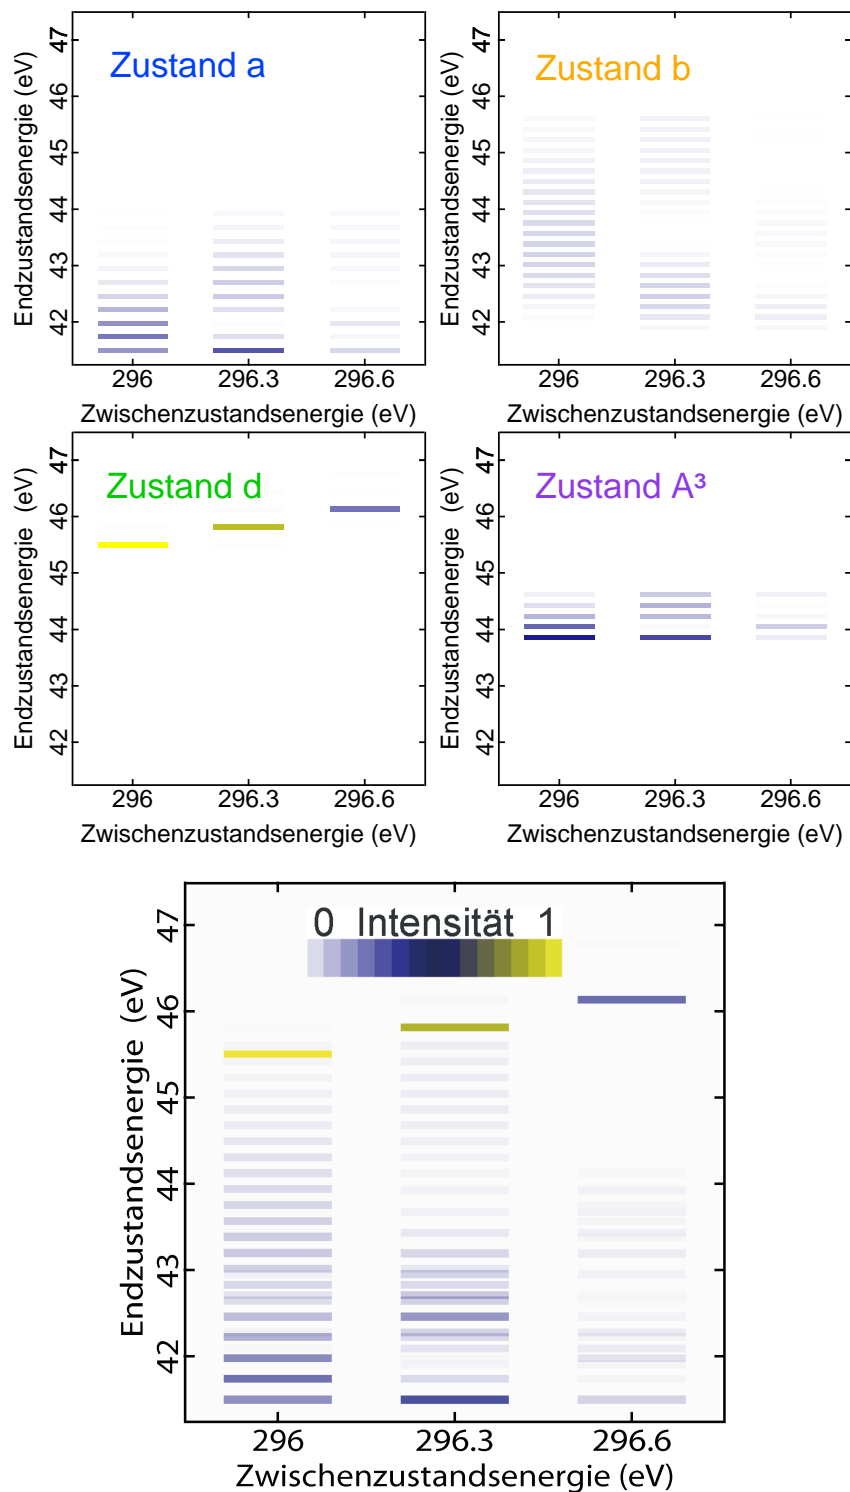 Zustand a
Endzustandsenergie (eV)
47
46
45
44
43
42
296 296.3 296.6
Zwischenzustandsenergie (eV)
Zustand b
Endzustandsenergie (eV)
47
46
45
44
43
42
296 296.3 296.6
Zwischenzustandsenergie (eV)
Zustand d
Endzustandsenergie (eV)
47
46
45
44
43
42
296 296.3 296.6
Zwischenzustandsenergie (eV)
Zustand A³
Endzustandsenergie (eV)
47
46
45
44
43
42
296 296.3 296.6
Zwischenzustandsenergie (eV)
0 Intensität 1
Endzustandsenergie (eV)
47
46
45
44
43
42
296 296.3 296.6
Zwischenzustandsenergie (eV)